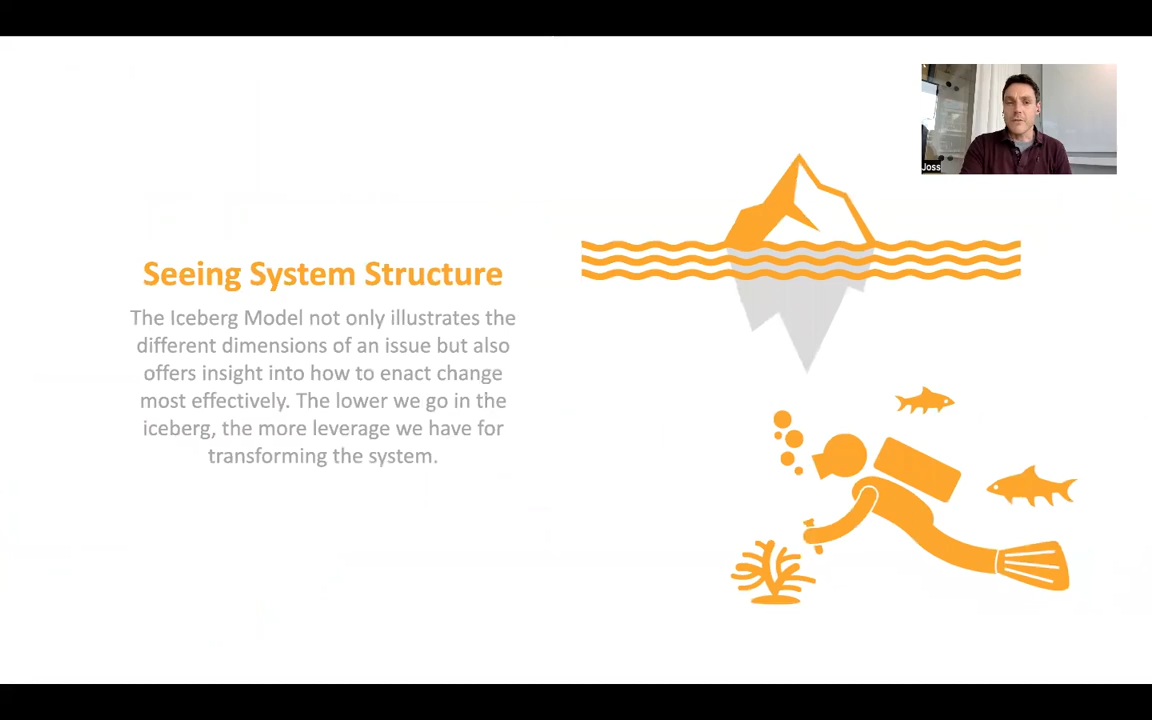 Seeing System Structure
The Iceberg Model not only illustrates the
different dimensions of an issue but also
offers insight into how to enact change
most effectively. The lower we go in the
iceberg, the more leverage we have for
transforming the system.
Joss